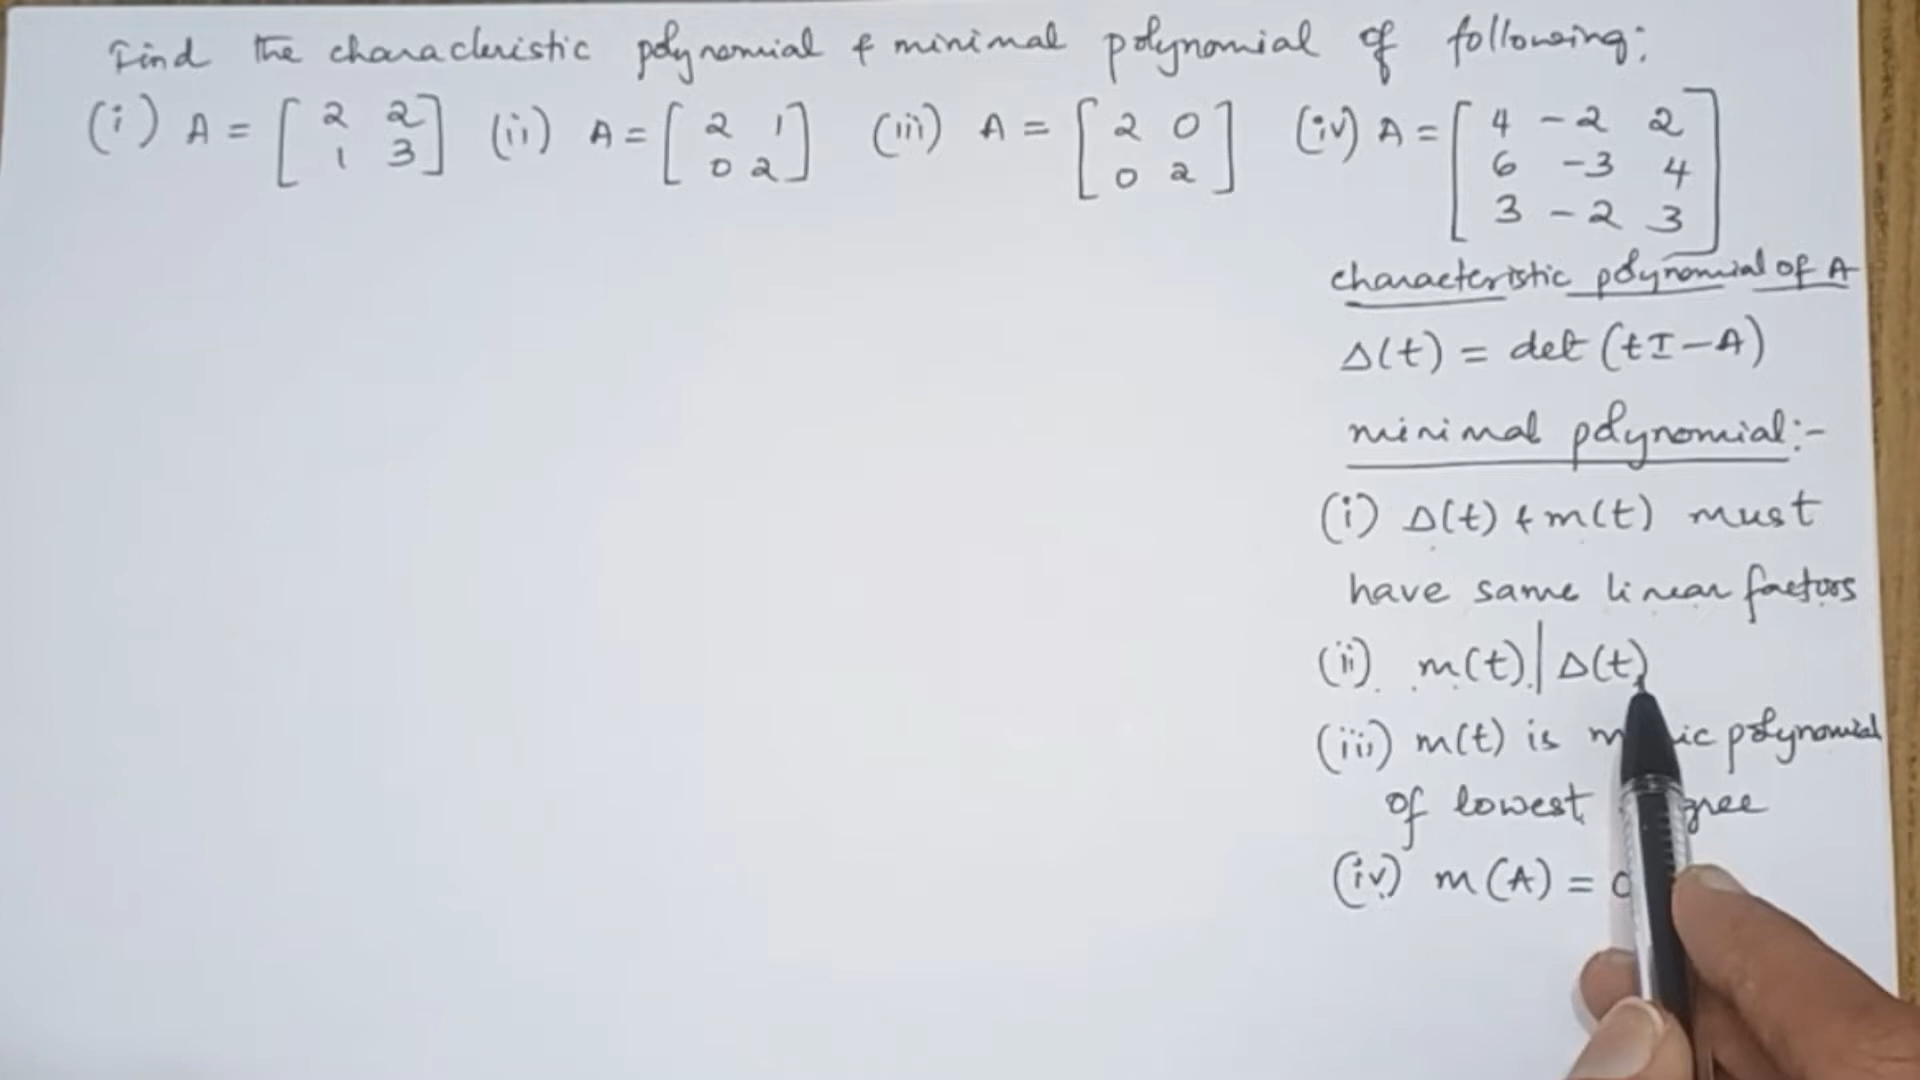 Find the characteristic polynomial & minimal polynomial of following:
(i) A = [2 2 (ii) A = [2 1 (iii) A = [2 0 (iv) A = [4 -2 2
1 3] 0 2] 0 2] 6 -3 4
3 -2 3]
characteristic polynomial of A
Δ(t) = det (tI - A)
minimal polynomial:-
(i) Δ(t) & m(t) must
have same linear factors
(ii) m(t) | Δ(t)
(iii) m(t) is polynomial
of lowest
(iv) m(A) =